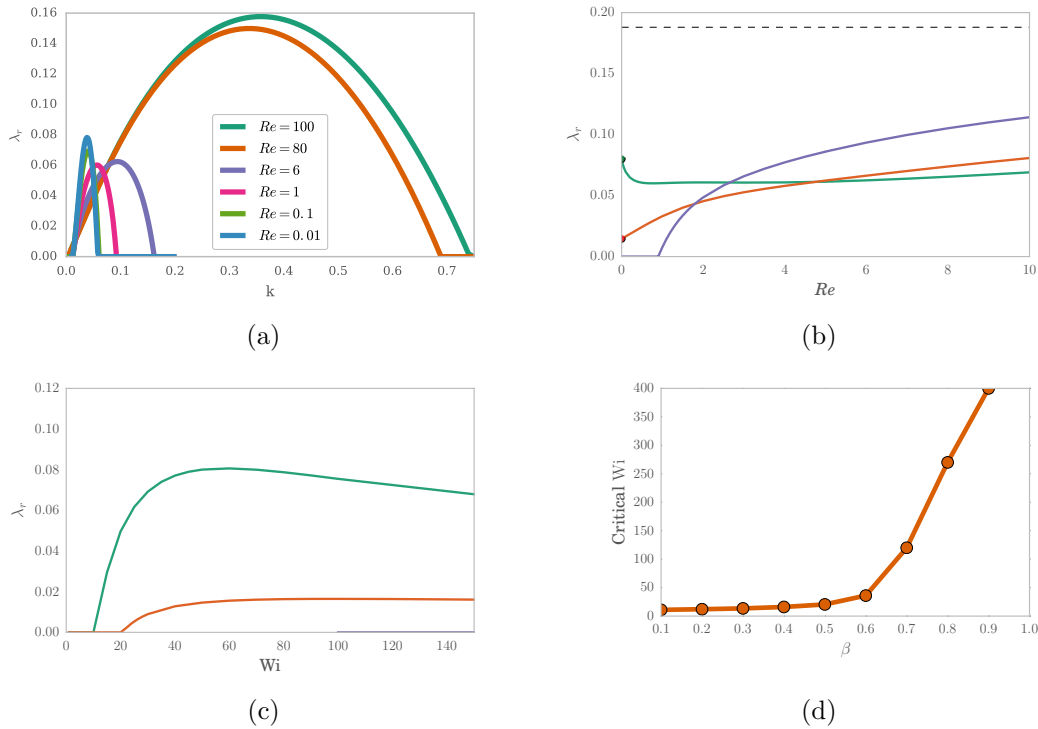 0.16
0.14
0.12
0.10
0.08
0.06
0.04
0.02
0.00
λr
Re = 100
Re = 80
Re = 6
Re = 1
Re = 0.1
Re = 0.01
0.0 0.1 0.2 0.3 0.4 0.5 0.6 0.7
k
(a)
0.20
0.15
0.10
0.05
0.00
λr
0 2 4 6 8 10
Re
(b)
0.12
0.10
0.08
0.06
0.04
0.02
0.00
λr
0 20 40 60 80 100 120 140
Wi
(c)
400
350
300
250
200
150
100
50
0
Critical Wi
0.1 0.2 0.3 0.4 0.5 0.6 0.7 0.8 0.9 1.0
β
(d)